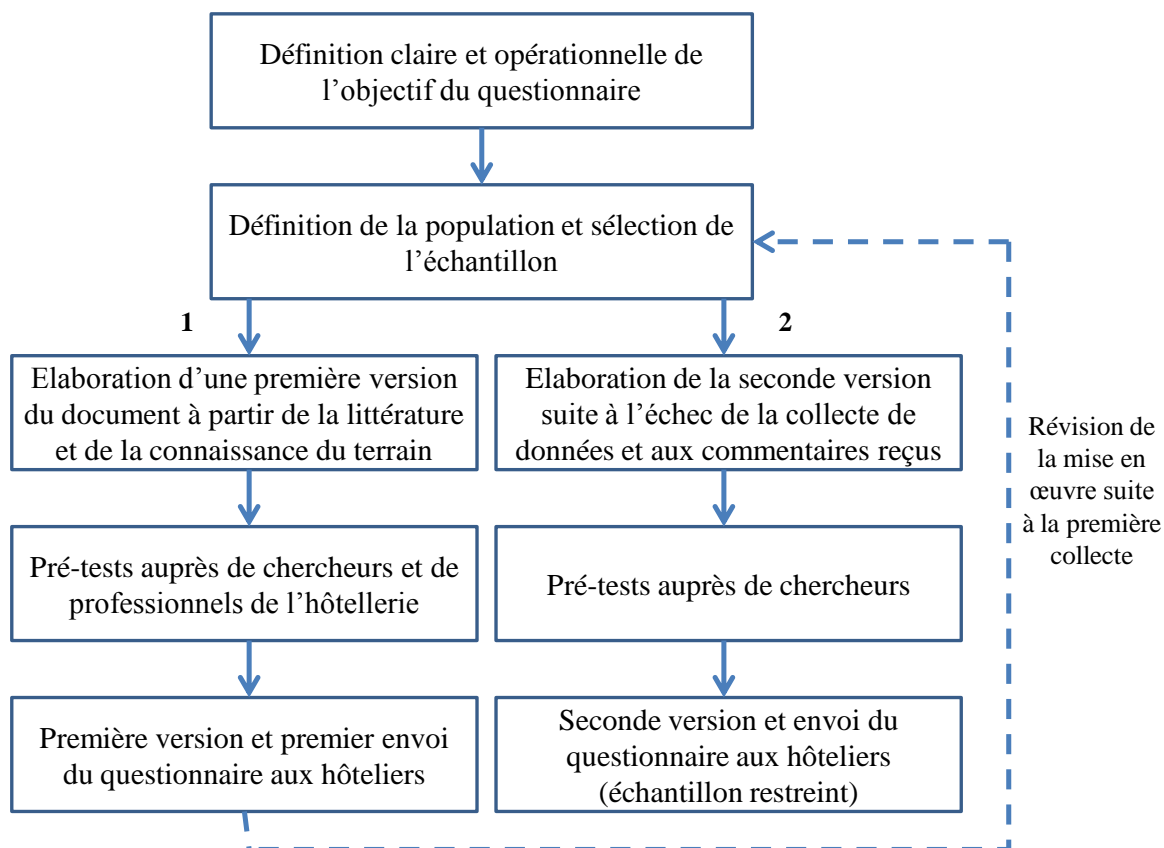 Définition claire et opérationnelle de
l’objectif du questionnaire
Définition de la population et sélection de
l’échantillon
1
2
Elaboration d’une première version
du document à partir de la littérature
et de la connaissance du terrain
Elaboration de la seconde version
suite à l’échec de la collecte de
données et aux commentaires reçus
Révision de
la mise en
œuvre suite
à la première
collecte
Pré-tests auprès de chercheurs et de
professionnels de l’hôtellerie
Pré-tests auprès de chercheurs
Première version et premier envoi
du questionnaire aux hôteliers
Seconde version et envoi du
questionnaire aux hôteliers
(échantillon restreint)